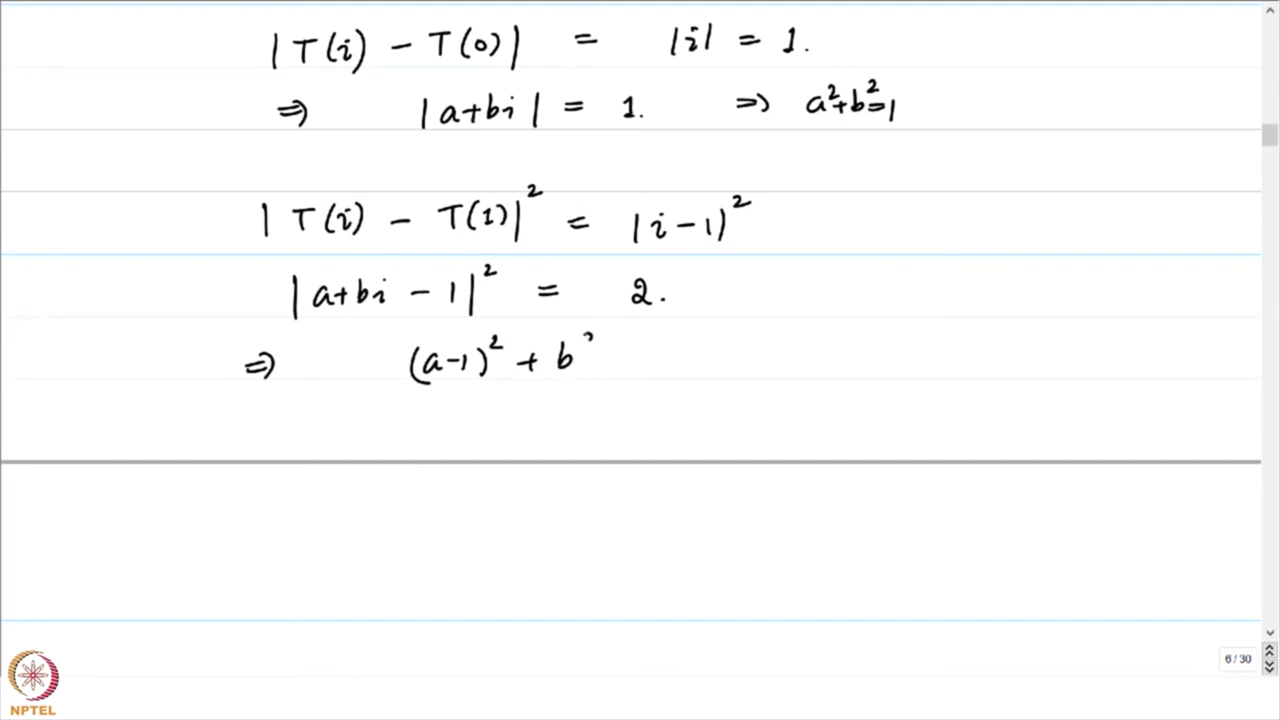 |T(i) − T(0)| = |i| = 1.
⇒ |a+bi| = 1. ⇒ a²+b²=1
|T(i) − T(1)|² = |i−1|²
|a+bi − 1|² = 2.
⇒ (a−1)² + b²
6 / 30
NPTEL